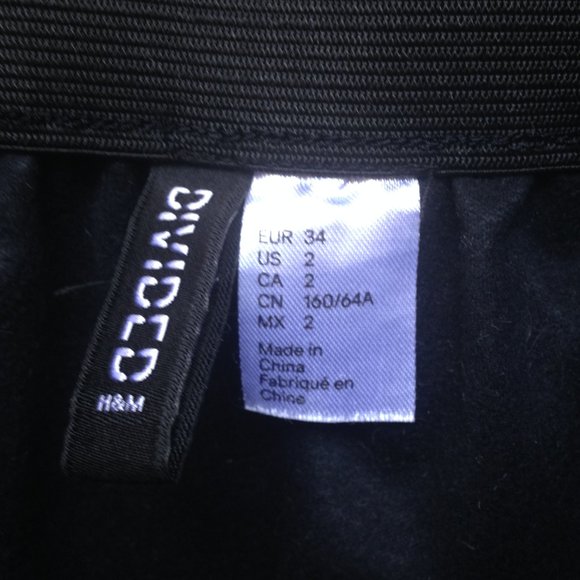 DIVIDED
H&M
EUR 34
US 2
CA 2
CN 160/64A
MX 2
Made in
China
Fabriqué en
Chine